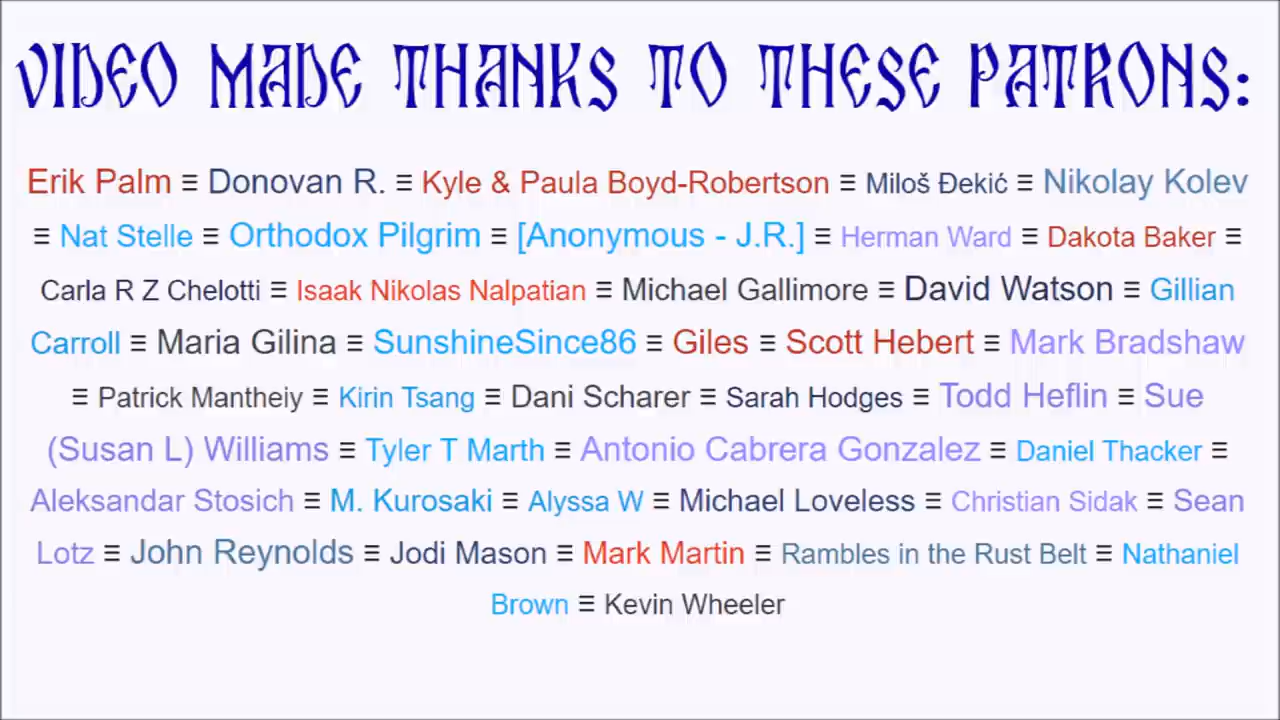 VIDEO MADE THANKS TO THESE PATRONS:
Erik Palm ≡ Donovan R. ≡ Kyle & Paula Boyd-Robertson ≡ Miloš Đekić ≡ Nikolay Kolev
≡ Nat Stelle ≡ Orthodox Pilgrim ≡ [Anonymous - J.R.] ≡ Herman Ward ≡ Dakota Baker ≡
Carla R Z Chelotti ≡ Isaak Nikolas Nalpatian ≡ Michael Gallimore ≡ David Watson ≡ Gillian
Carroll ≡ Maria Gilina ≡ SunshineSince86 ≡ Giles ≡ Scott Hebert ≡ Mark Bradshaw
≡ Patrick Mantheiy ≡ Kirin Tsang ≡ Dani Scharer ≡ Sarah Hodges ≡ Todd Heflin ≡ Sue
(Susan L) Williams ≡ Tyler T Marth ≡ Antonio Cabrera Gonzalez ≡ Daniel Thacker ≡
Aleksandar Stosich ≡ M. Kurosaki ≡ Alyssa W ≡ Michael Loveless ≡ Christian Sidak ≡ Sean
Lotz ≡ John Reynolds ≡ Jodi Mason ≡ Mark Martin ≡ Rambles in the Rust Belt ≡ Nathaniel
Brown ≡ Kevin Wheeler